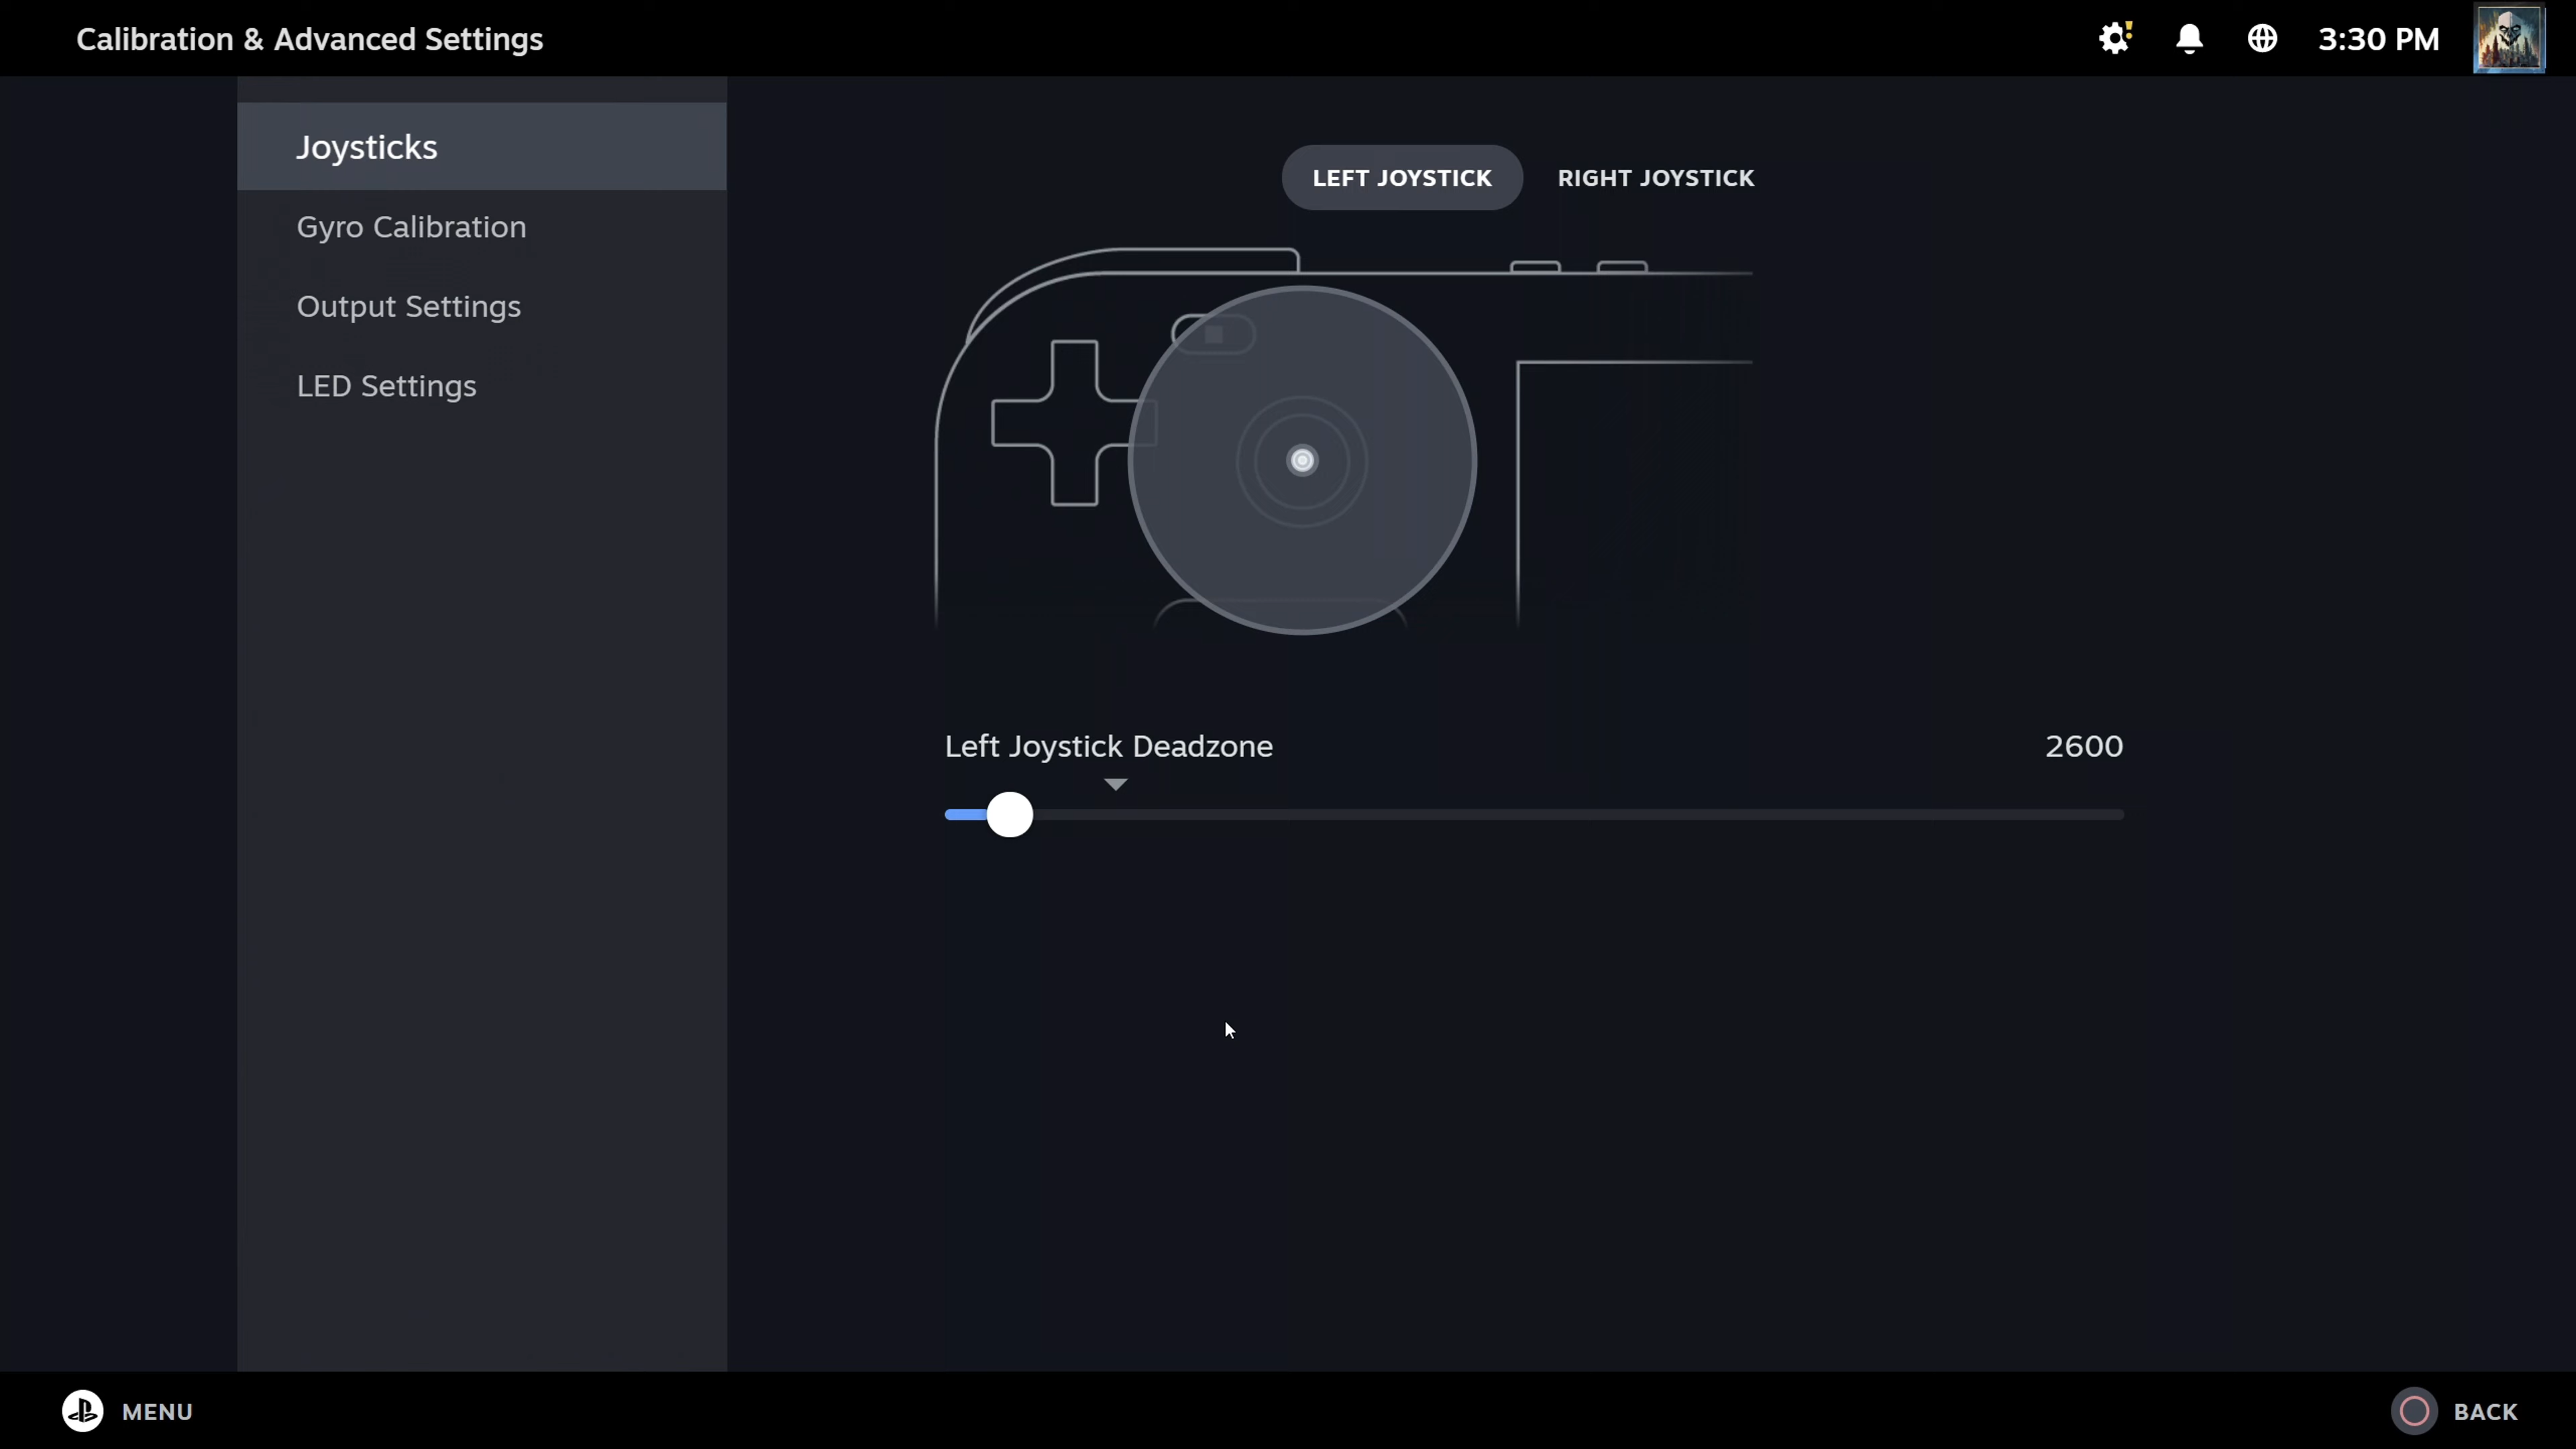 Calibration & Advanced Settings
3:30 PM
Joysticks
Gyro Calibration
Output Settings
LED Settings
LEFT JOYSTICK
RIGHT JOYSTICK
Left Joystick Deadzone
2600
MENU
BACK